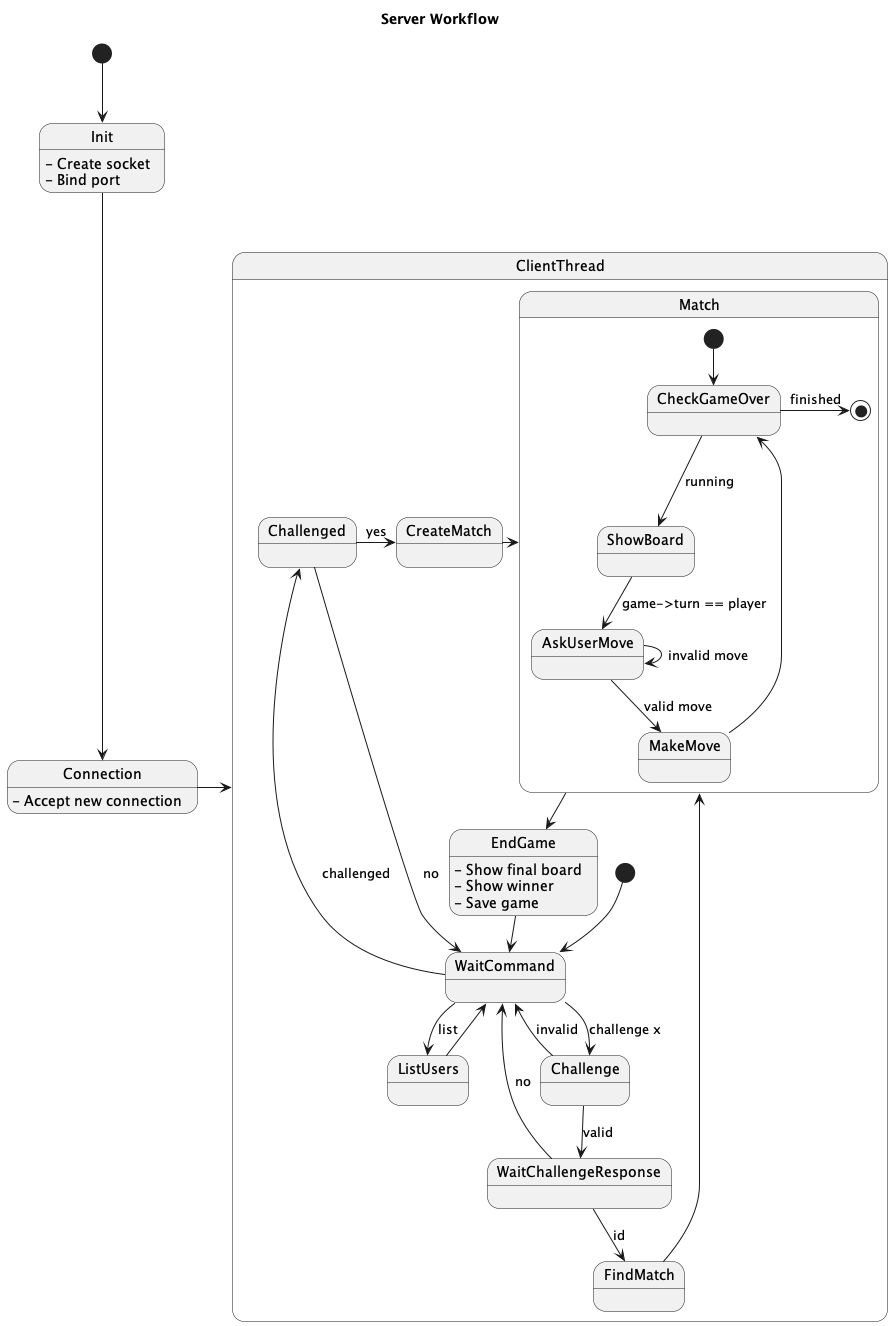 Server Workflow
Init
- Create socket
- Bind port
ClientThread
Match
CheckGameOver
finished
running
Challenged
yes
CreateMatch
ShowBoard
game->turn == player
AskUserMove
invalid move
valid move
MakeMove
Connection
- Accept new connection
EndGame
- Show final board
- Show winner
- Save game
challenged
no
WaitCommand
list
invalid
challenge x
ListUsers
Challenge
no
valid
WaitChallengeResponse
id
FindMatch